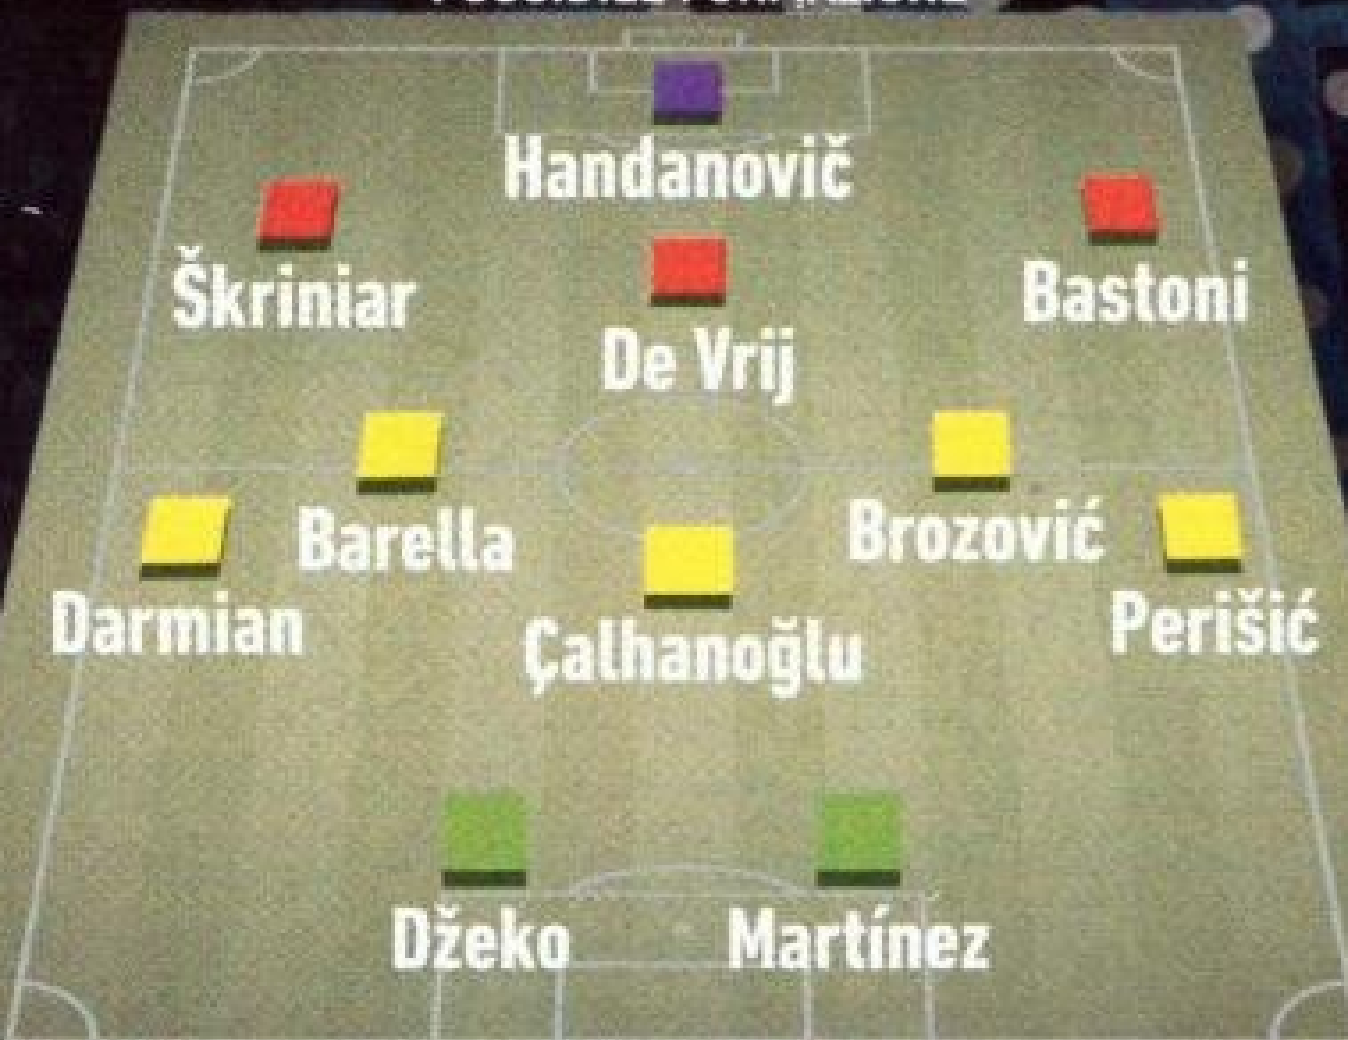 Handanovič
Škriniar
Bastoni
De Vrij
Barella
Brozović
Darmian
Çalhanoğlu
Perišić
Džeko
Martínez